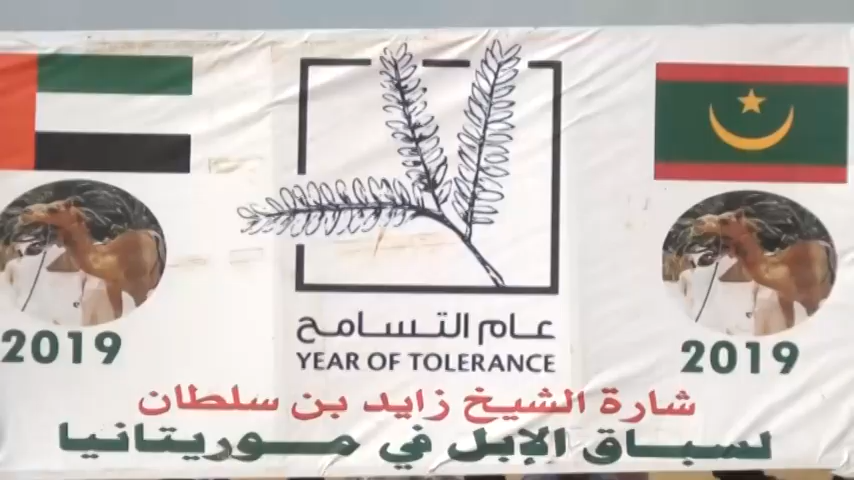 عام التسامح
YEAR OF TOLERANCE
2019
2019
شارة الشيخ زايد بن سلطان
لسباق الإبل في موريتانيا